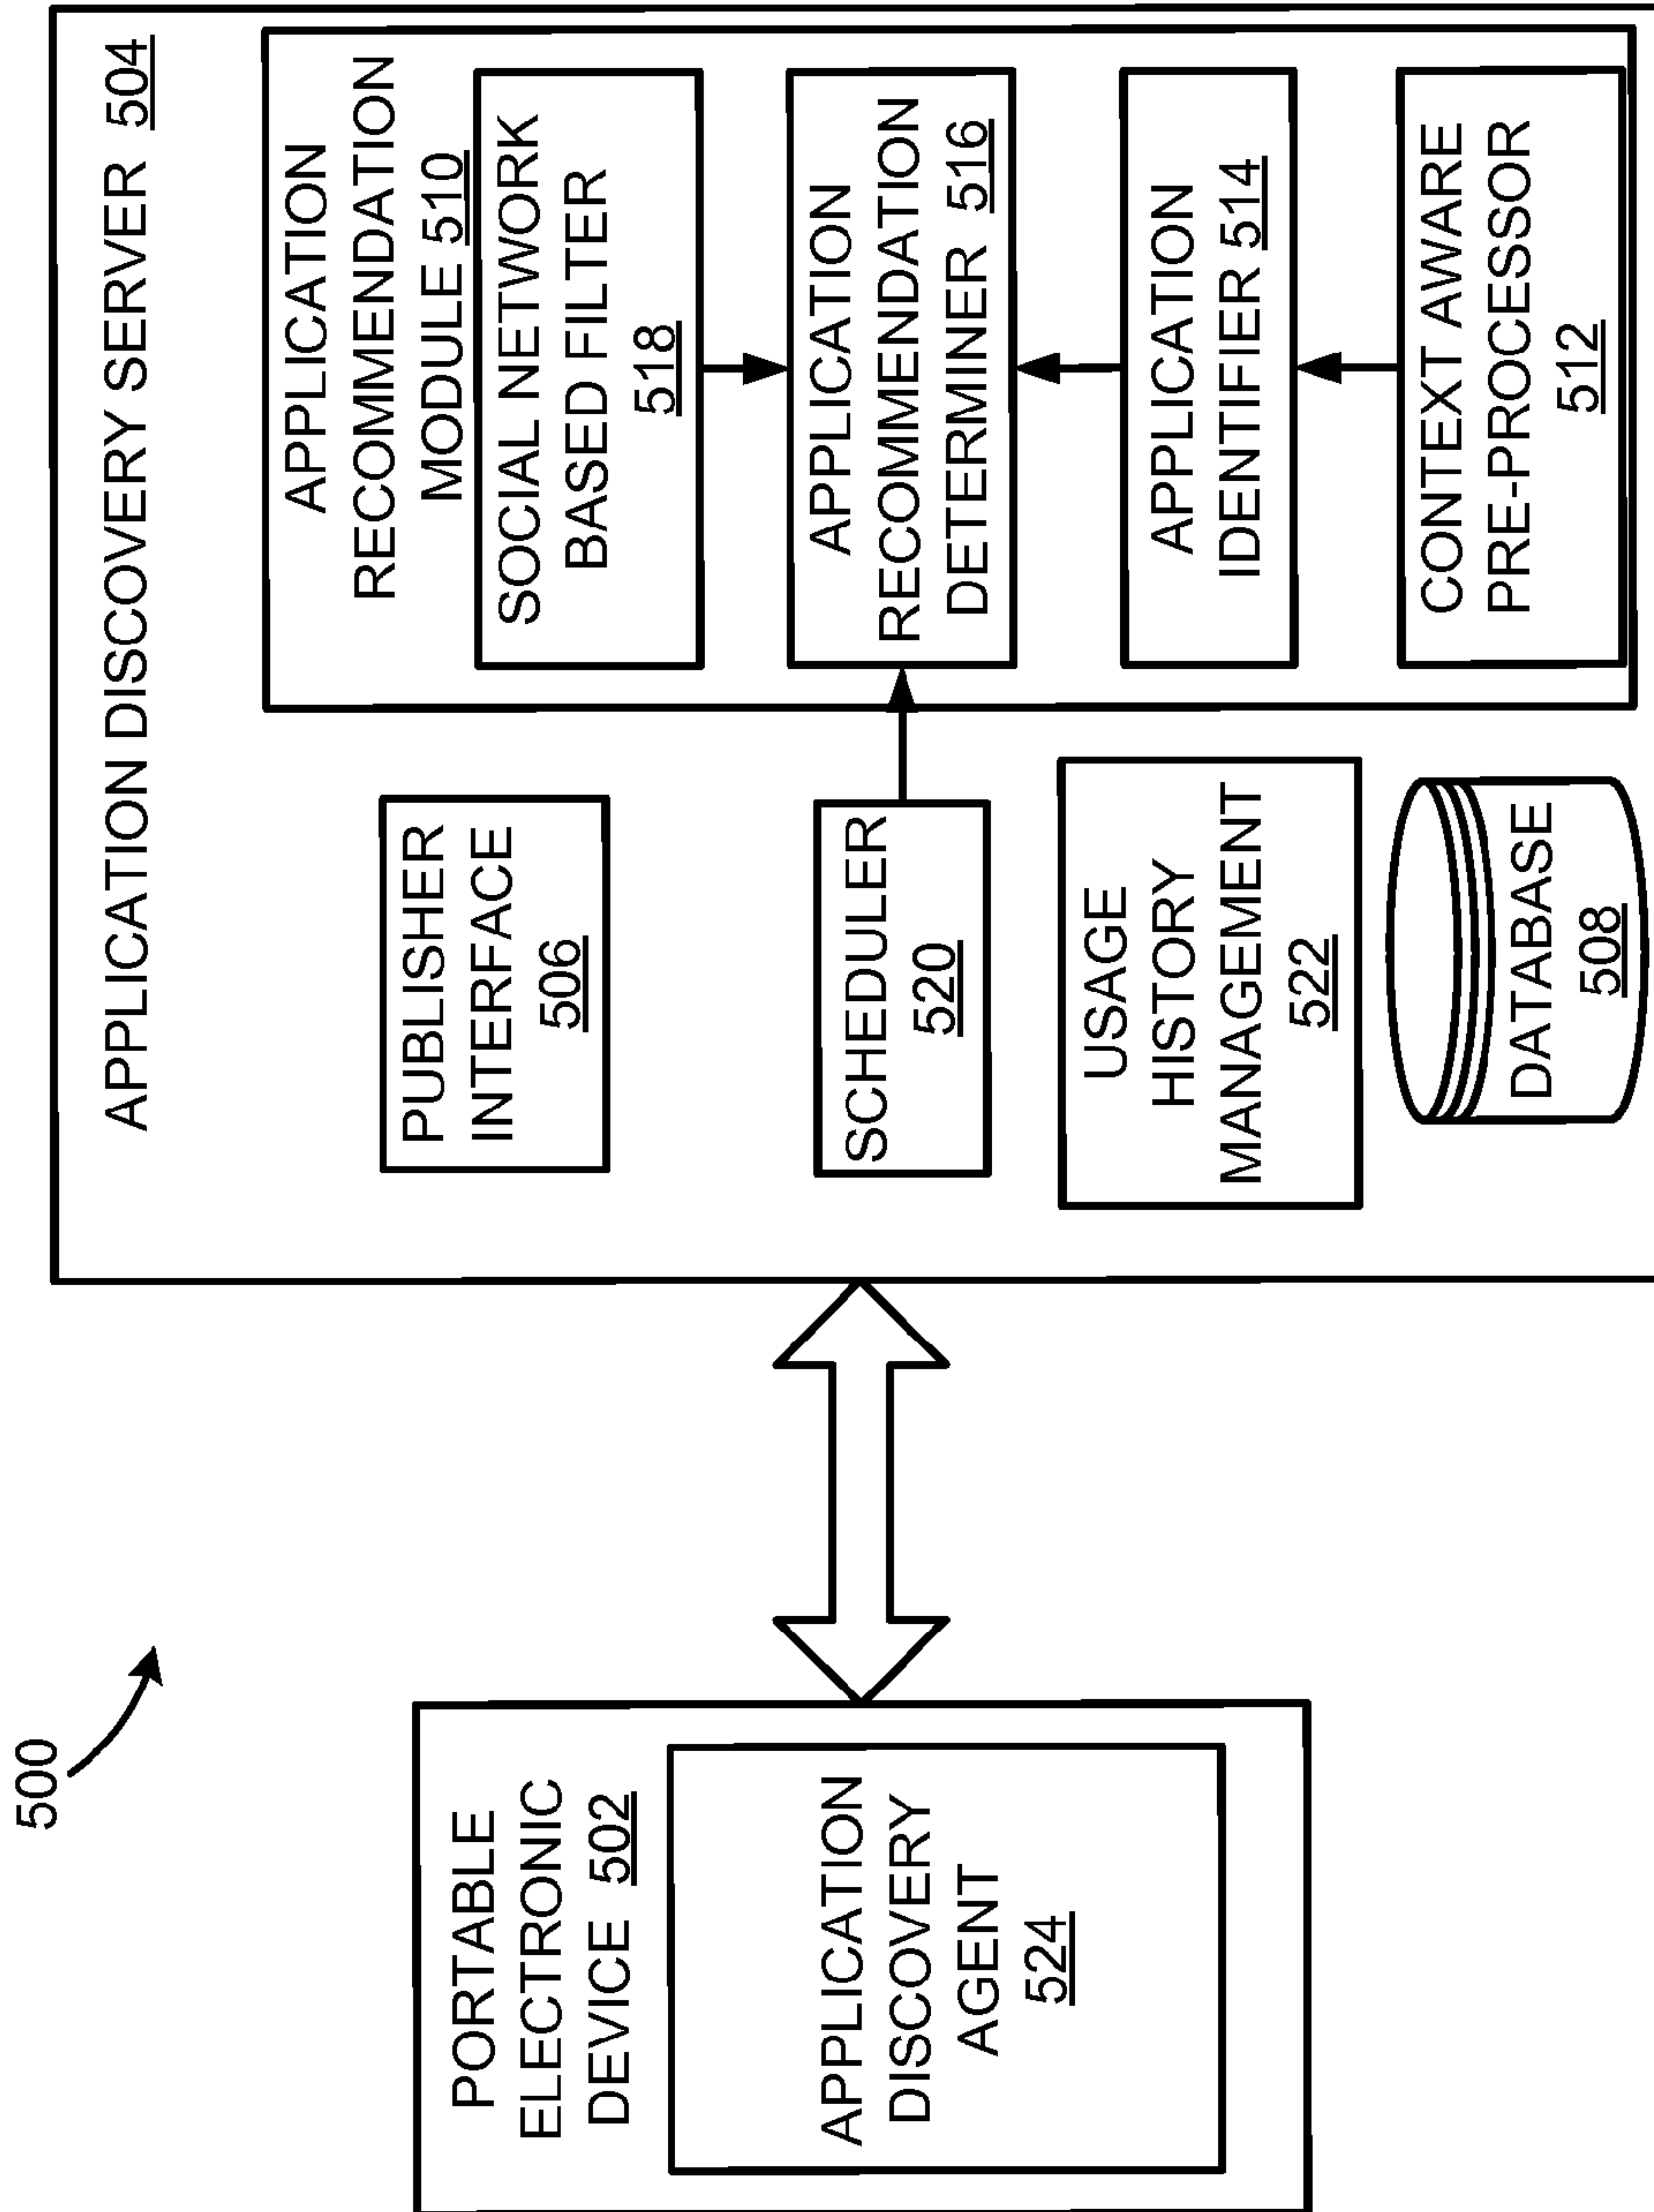 500
PORTABLE
ELECTRONIC
DEVICE 502
APPLICATION
DISCOVERY
AGENT
524
APPLICATION DISCOVERY SERVER 504
PUBLISHER
INTERFACE
506
SCHEDULER
520
USAGE
HISTORY
MANAGEMENT
522
DATABASE
508
APPLICATION
RECOMMENDATION
MODULE 510
SOCIAL NETWORK
BASED FILTER
518
APPLICATION
RECOMMENDATION
DETERMINER 516
APPLICATION
IDENTIFIER 514
CONTEXT AWARE
PRE-PROCESSOR
512